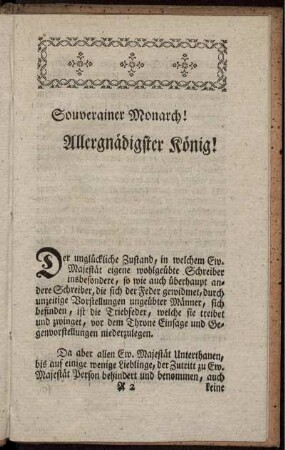 Souverainer Monarch!
Allergnädigster König!
Der unglückliche Zustand, in welchem Ew.
Majestät eigene wohlgeübte Schreiber
insbesondere, so wie auch überhaupt an-
dere Schreiber, die sich der Feder gewidmet, durch
unzeitige Vorstellungen ungeübter Männer, sich
befinden, ist die Triebfeder, welche sie treibet
und zwinget, vor dem Throne Einsage und Ge-
genvorstellungen niederzulegen.
Da aber allen Ew. Majestät Unterthanen,
bis auf einige wenige Lieblinge, der Zutritt zu Ew.
Majestät Person behindert und benommen, auch
A 2 keine